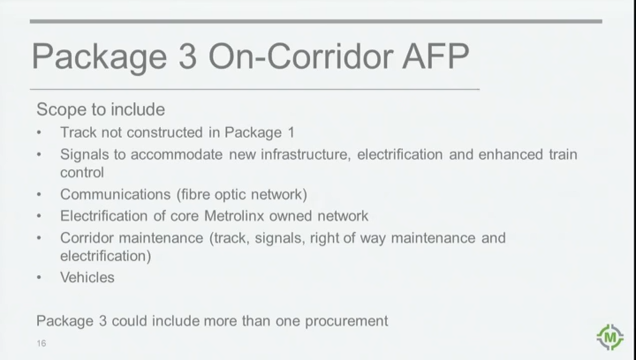 Package 3 On-Corridor AFP
Scope to include
• Track not constructed in Package 1
• Signals to accommodate new infrastructure, electrification and enhanced train
control
• Communications (fibre optic network)
• Electrification of core Metrolinx owned network
• Corridor maintenance (track, signals, right of way maintenance and
electrification)
• Vehicles
Package 3 could include more than one procurement
16
M